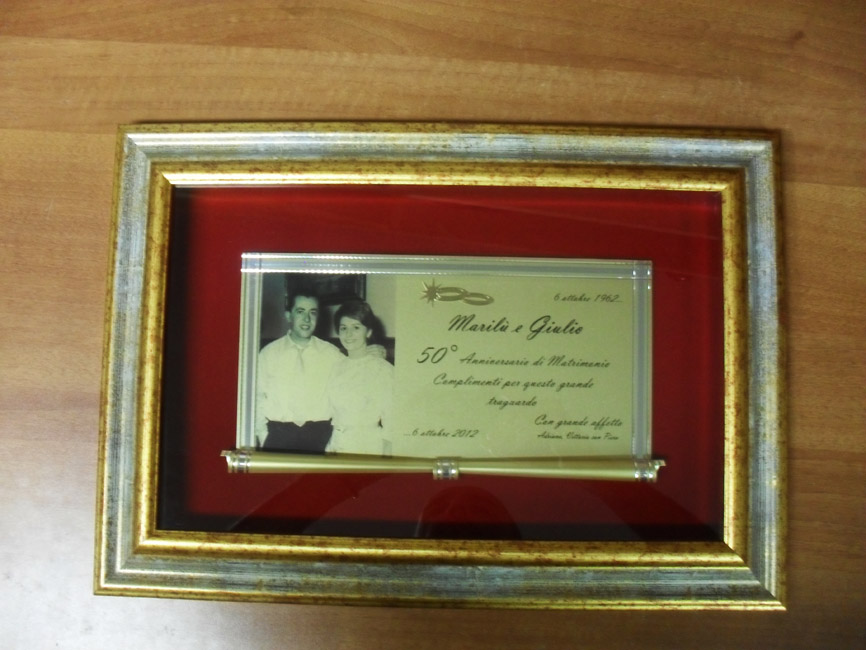 6 ottobre 1962...
Marilù e Giulio
50° Anniversario di Matrimonio
Complimenti per questo grande
traguardo
Con grande affetto
...6 ottobre 2012